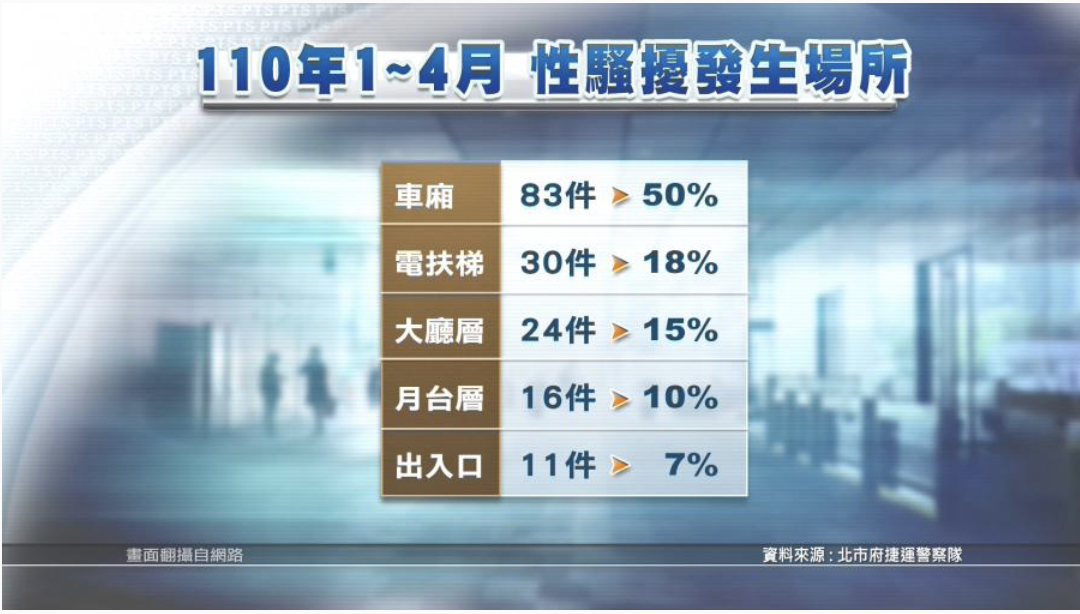 110年1~4月 性騷擾發生場所
車廂 83件 ➤ 50%
電扶梯 30件 ➤ 18%
大廳層 24件 ➤ 15%
月台層 16件 ➤ 10%
出入口 11件 ➤ 7%
畫面翻攝自網路
資料來源:北市府捷運警察隊